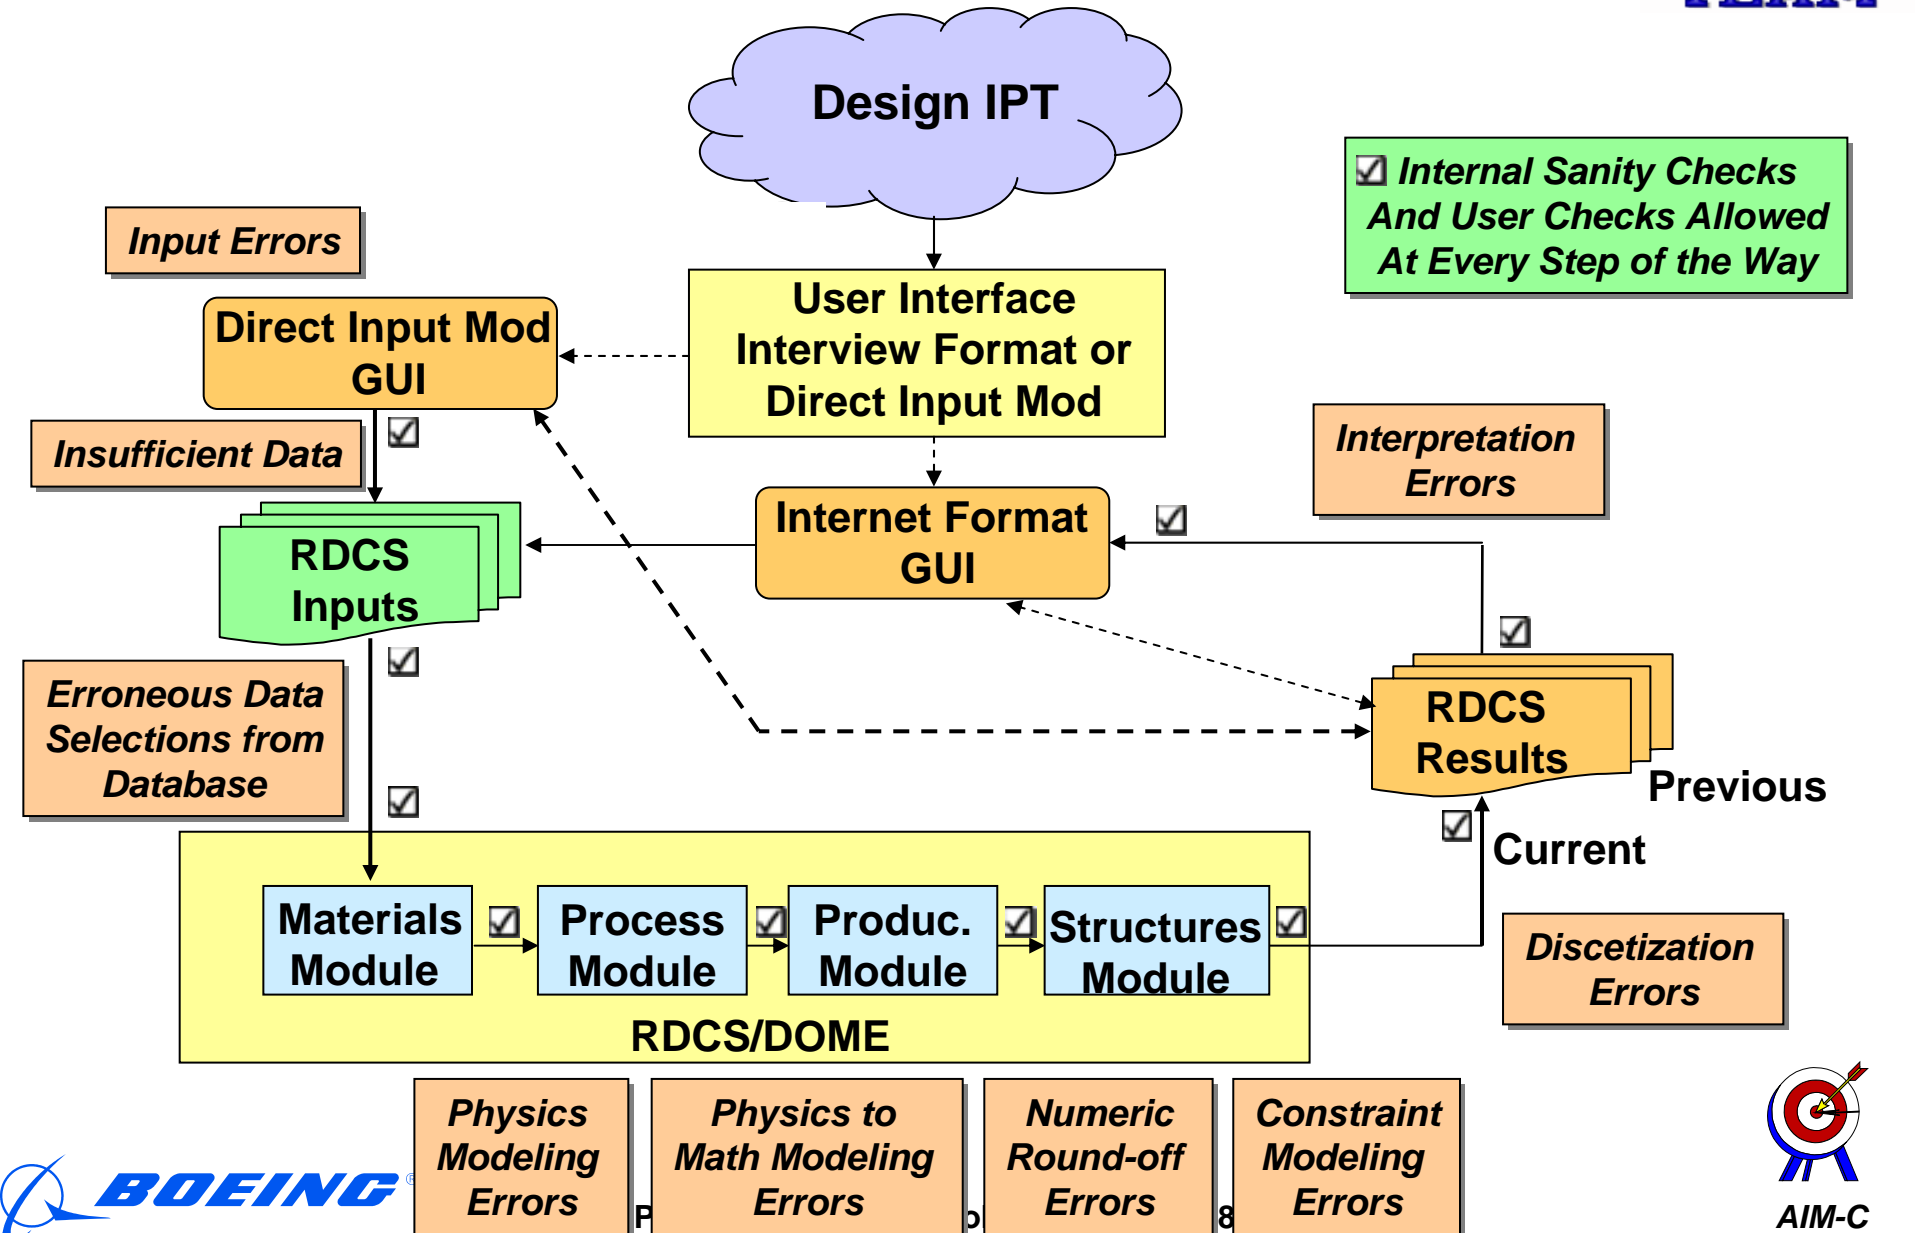 TEAM
Design IPT
Internal Sanity Checks
And User Checks Allowed
At Every Step of the Way
Input Errors
User Interface
Interview Format or
Direct Input Mod
Direct Input Mod
GUI
Insufficient Data
Interpretation
Errors
Internet Format
GUI
RDCS
Inputs
Erroneous Data
Selections from
Database
RDCS
Results
Previous
Current
Materials
Module
Process
Module
Produc.
Module
Structures
Module
RDCS/DOME
Discetization
Errors
Physics
Modeling
Errors
Physics to
Math Modeling
Errors
Numeric
Round-off
Errors
Constraint
Modeling
Errors
BOEING®
AIM-C